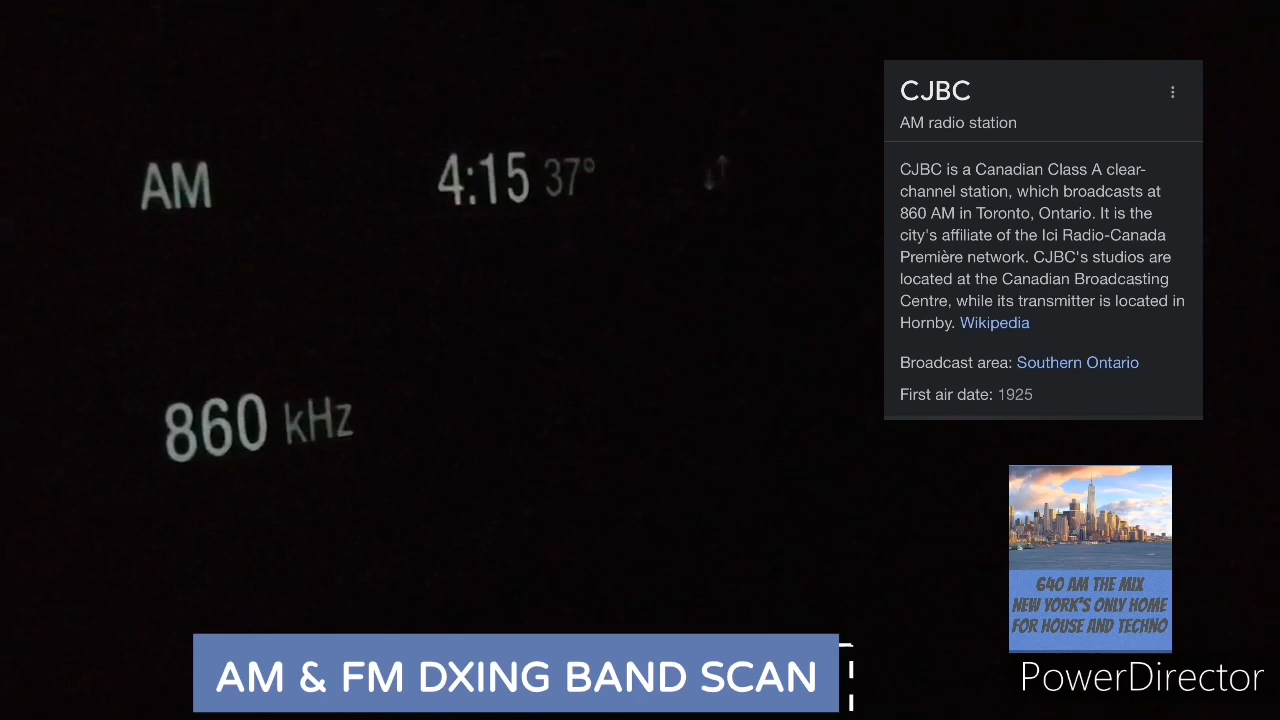 AM
4:15 37°
860 kHz
CJBC
AM radio station
CJBC is a Canadian Class A clear-
channel station, which broadcasts at
860 AM in Toronto, Ontario. It is the
city's affiliate of the Ici Radio-Canada
Première network. CJBC's studios are
located at the Canadian Broadcasting
Centre, while its transmitter is located in
Hornby. Wikipedia
Broadcast area: Southern Ontario
First air date: 1925
640 AM THE MIX
NEW YORK'S ONLY HOME
FOR HOUSE AND TECHNO
AM & FM DXING BAND SCAN
PowerDirector